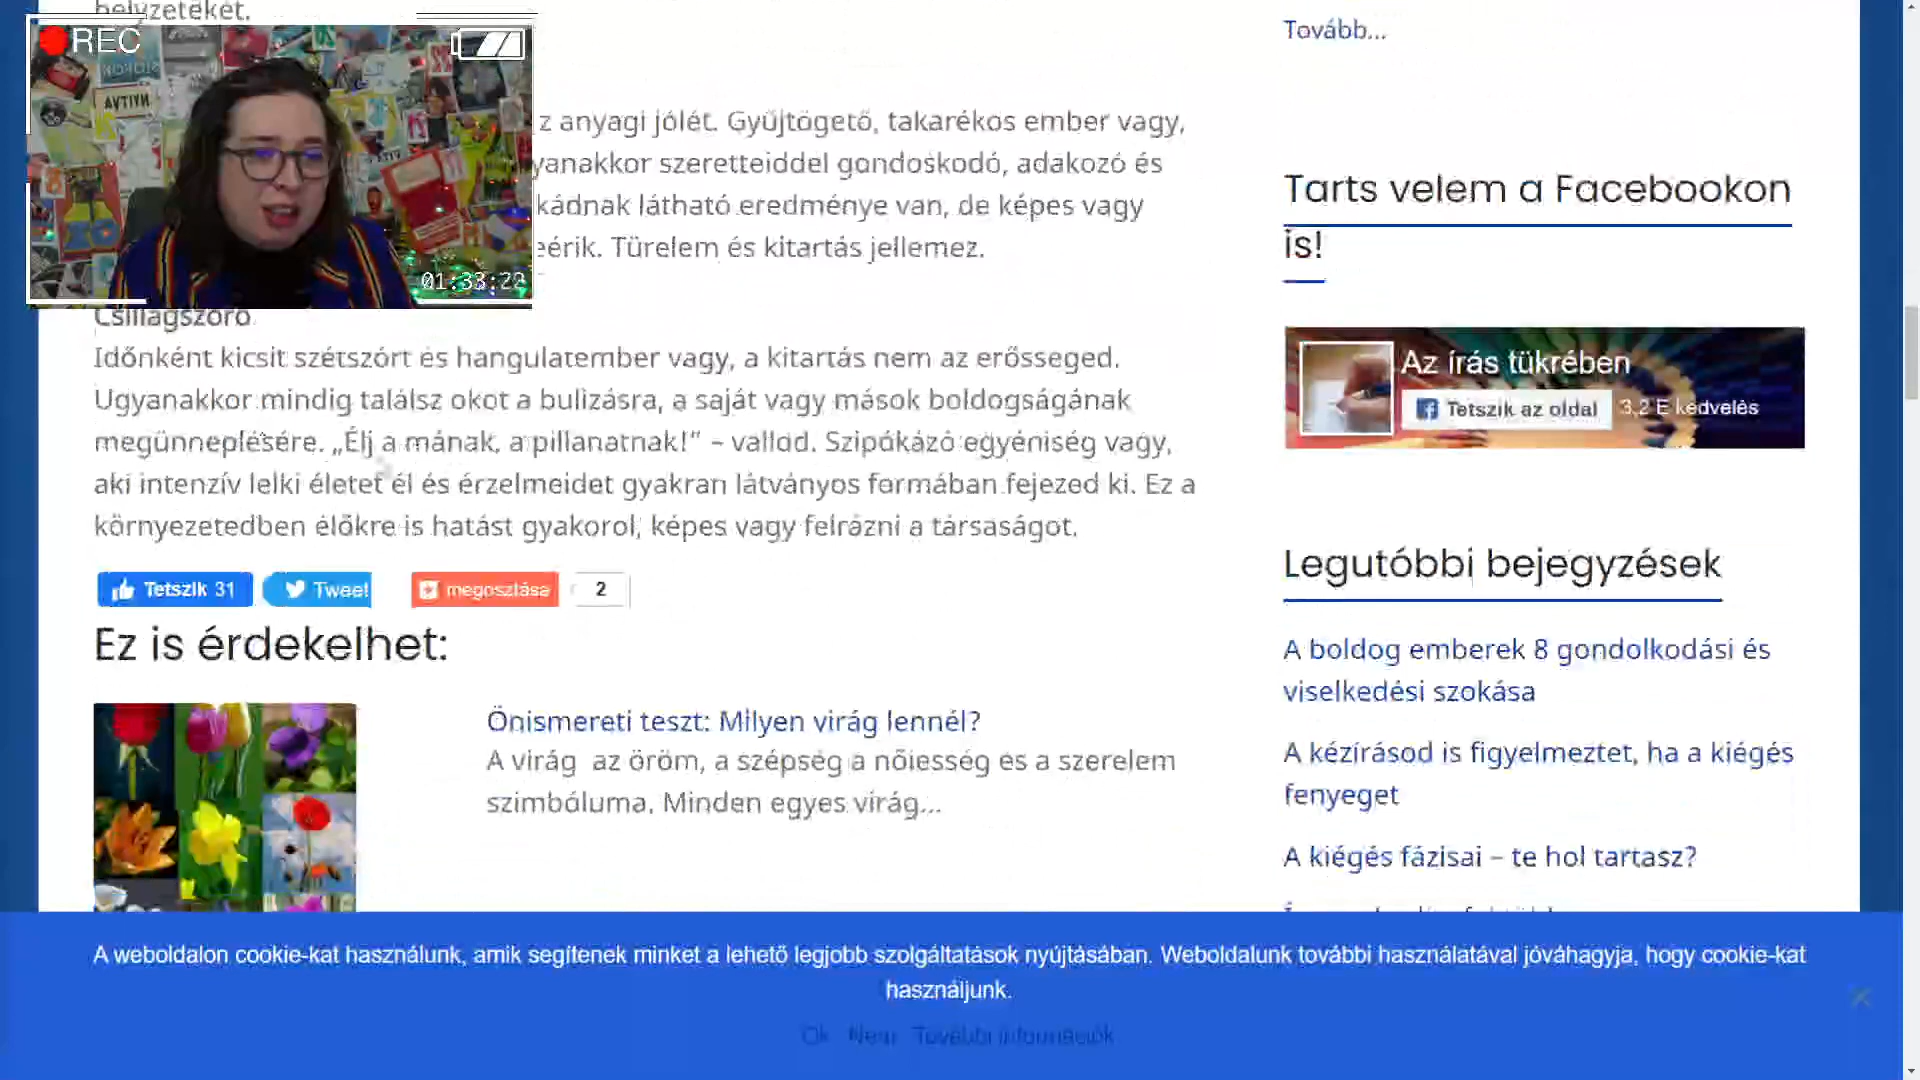 helyzeteket.
REC
AVTIVN
01:33:22
z anyagi jólét. Gyűjtögető, takarékos ember vagy,
yanakkor szeretteiddel gondoskodó, adakozó és
kádnak látható eredménye van, de képes vagy
eérik. Türelem és kitartás jellemez.
Csillagszóró
Időnként kicsit szétszórt és hangulatember vagy, a kitartás nem az erősséged.
Ugyanakkor mindig találsz okot a bulizásra, a saját vagy mások boldogságának
megünneplésére. „Élj a mának, a pillanatnak!” – vallod. Szipókázó egyéniség vagy,
aki intenzív lelki életet él és érzelmeidet gyakran látványos formában fejezed ki. Ez a
környezetedben élőkre is hatást gyakorol, képes vagy felrázni a társaságot.
Tetszik 31
Tweet
megosztása
2
Ez is érdekelhet:
Önismereti teszt: Milyen virág lennél?
A virág az öröm, a szépség a nőiesség és a szerelem
szimbóluma. Minden egyes virág...
Tovább...
Tarts velem a Facebookon
is!
Az írás tükrében
Tetszik az oldal
3,2 E kedvelés
Legutóbbi bejegyzések
A boldog emberek 8 gondolkodási és
viselkedési szokása
A kézírásod is figyelmeztet, ha a kiégés
fenyeget
A kiégés fázisai – te hol tartasz?
A weboldalon cookie-kat használunk, amik segítenek minket a lehető legjobb szolgáltatások nyújtásában. Weboldalunk további használatával jóváhagyja, hogy cookie-kat
használjunk.
Ok Nem További információk